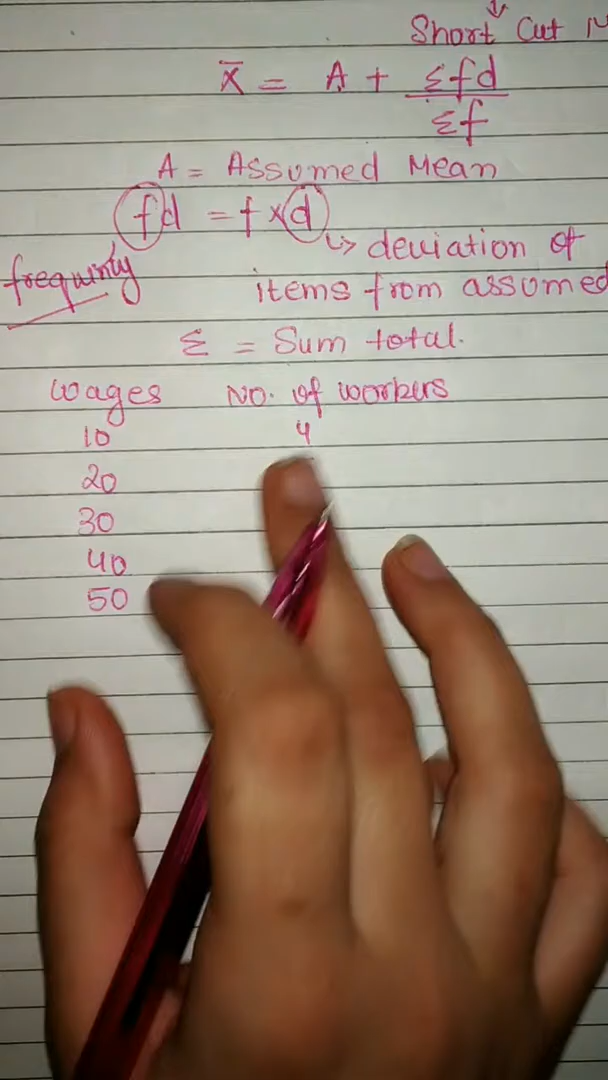 Short Cut
x̄ = A + Σfd / Σf
A = Assumed Mean
fd = f × d
↳ deviation of
frequinty
items from assumed
Σ = Sum total.
Wages No. of workers
10 4
20
30
40
50